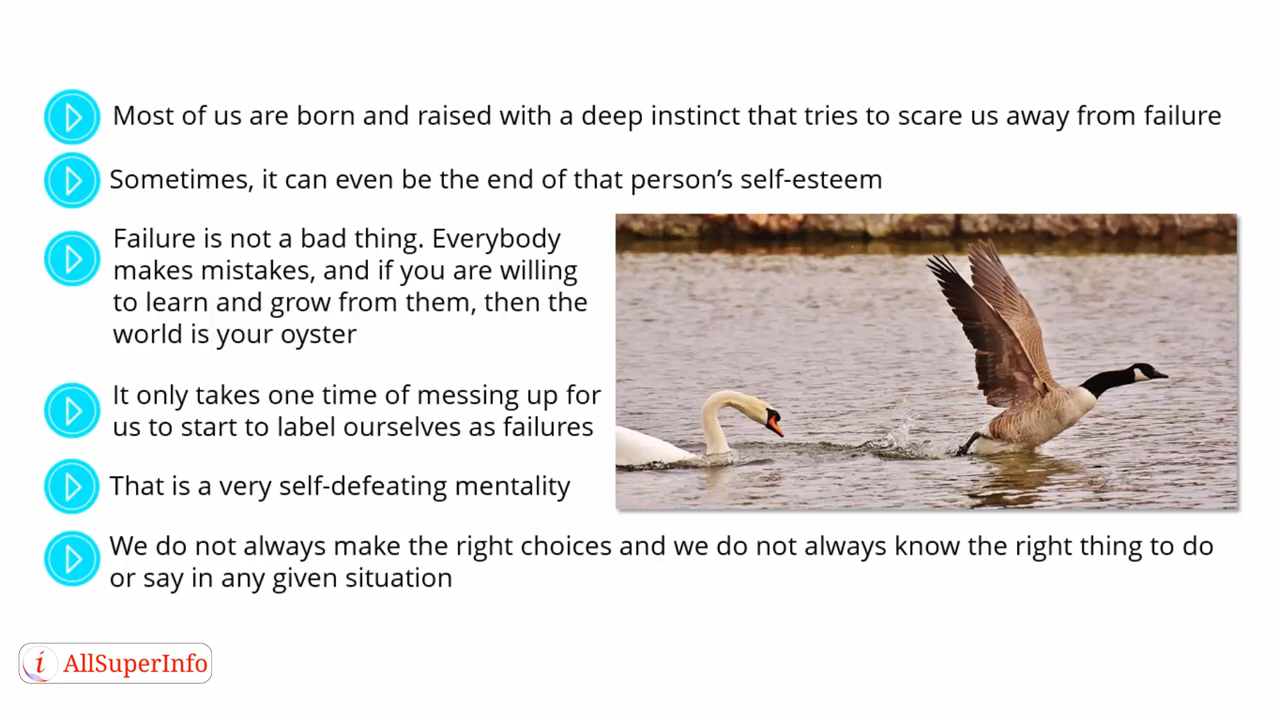 Most of us are born and raised with a deep instinct that tries to scare us away from failure
Sometimes, it can even be the end of that person’s self-esteem
Failure is not a bad thing. Everybody
makes mistakes, and if you are willing
to learn and grow from them, then the
world is your oyster
It only takes one time of messing up for
us to start to label ourselves as failures
That is a very self-defeating mentality
We do not always make the right choices and we do not always know the right thing to do
or say in any given situation
i AllSuperInfo